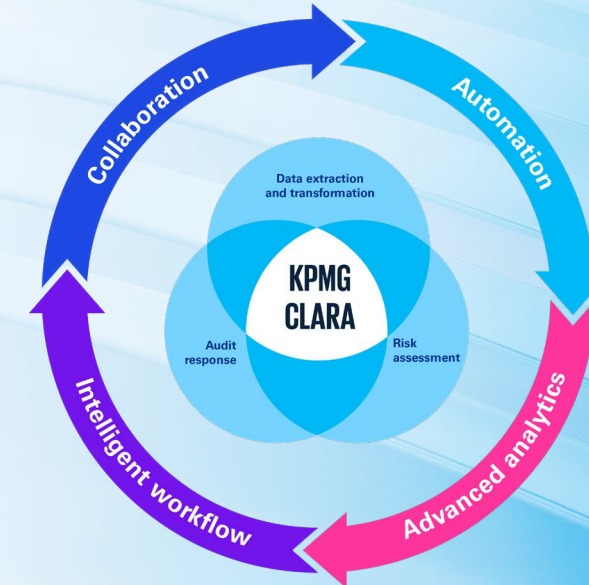 Collaboration
Automation
Data extraction
and transformation
KPMG
CLARA
Audit
response
Risk
assessment
Intelligent workflow
Advanced analytics